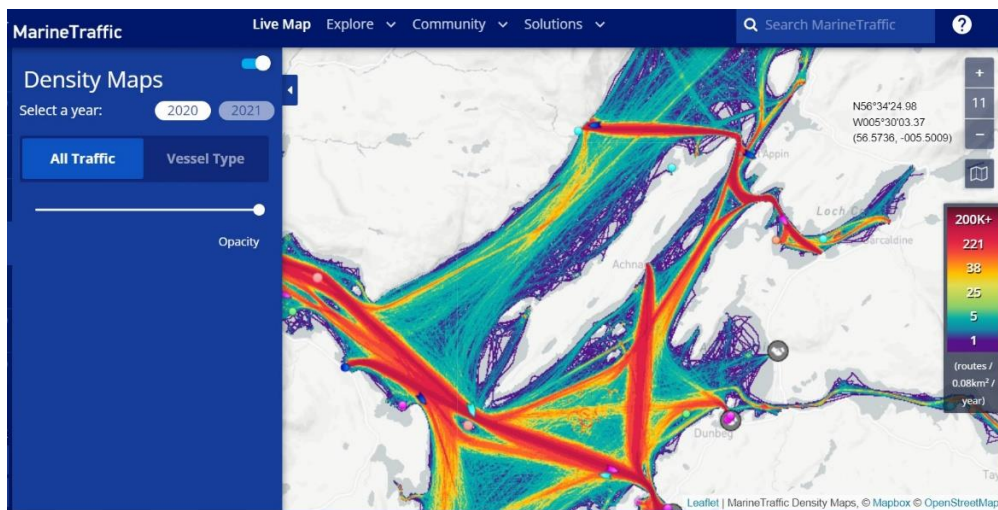 MarineTraffic
Live Map Explore Community Solutions
Search MarineTraffic
?
Density Maps
Select a year: 2020 2021
All Traffic Vessel Type
Opacity
N56°34'24.98
W005°30'03.37
(56.5736, -005.5009)
+
11
−
Appin
Loch
Achna
Dunbeg
Tay
200K+
221
38
25
5
1
(routes /
0.08km² /
year)
Leaflet | MarineTraffic Density Maps, © Mapbox © OpenStreetMap